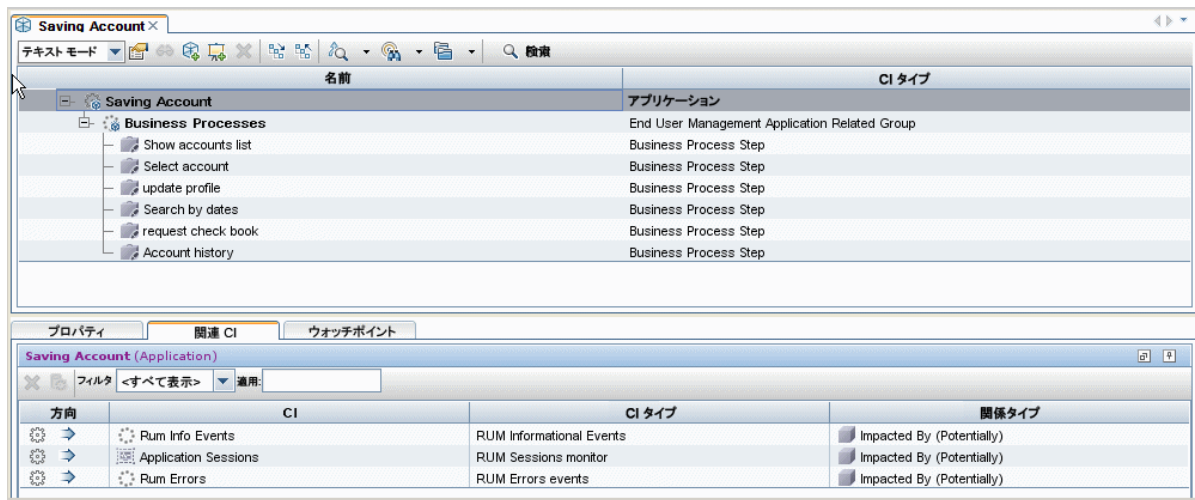 Saving Account
テキスト モード 検索
名前 CI タイプ
Saving Account アプリケーション
Business Processes End User Management Application Related Group
Show accounts list Business Process Step
Select account Business Process Step
update profile Business Process Step
Search by dates Business Process Step
request check book Business Process Step
Account history Business Process Step
プロパティ 関連 CI ウォッチポイント
Saving Account (Application)
フィルタ <すべて表示> 適用:
方向 CI CI タイプ 関係タイプ
Rum Info Events RUM Informational Events Impacted By (Potentially)
Application Sessions RUM Sessions monitor Impacted By (Potentially)
Rum Errors RUM Errors events Impacted By (Potentially)